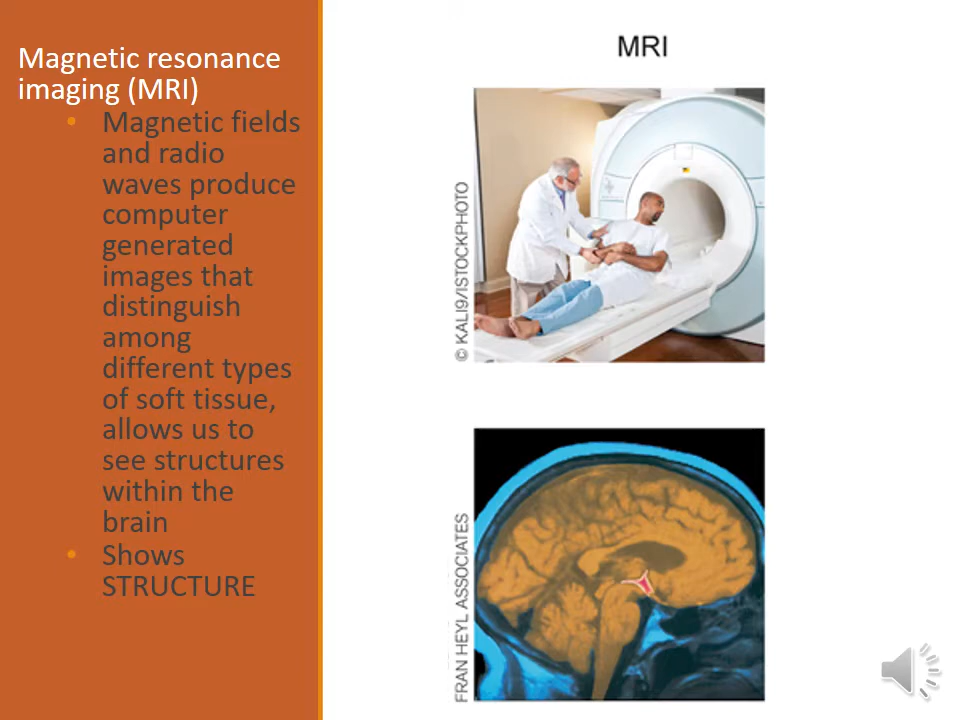 Magnetic resonance
imaging (MRI)
• Magnetic fields
and radio
waves produce
computer
generated
images that
distinguish
among
different types
of soft tissue,
allows us to
see structures
within the
brain
• Shows
STRUCTURE
MRI
© KALI9/ISTOCKPHOTO
FRAN HEYL ASSOCIATES